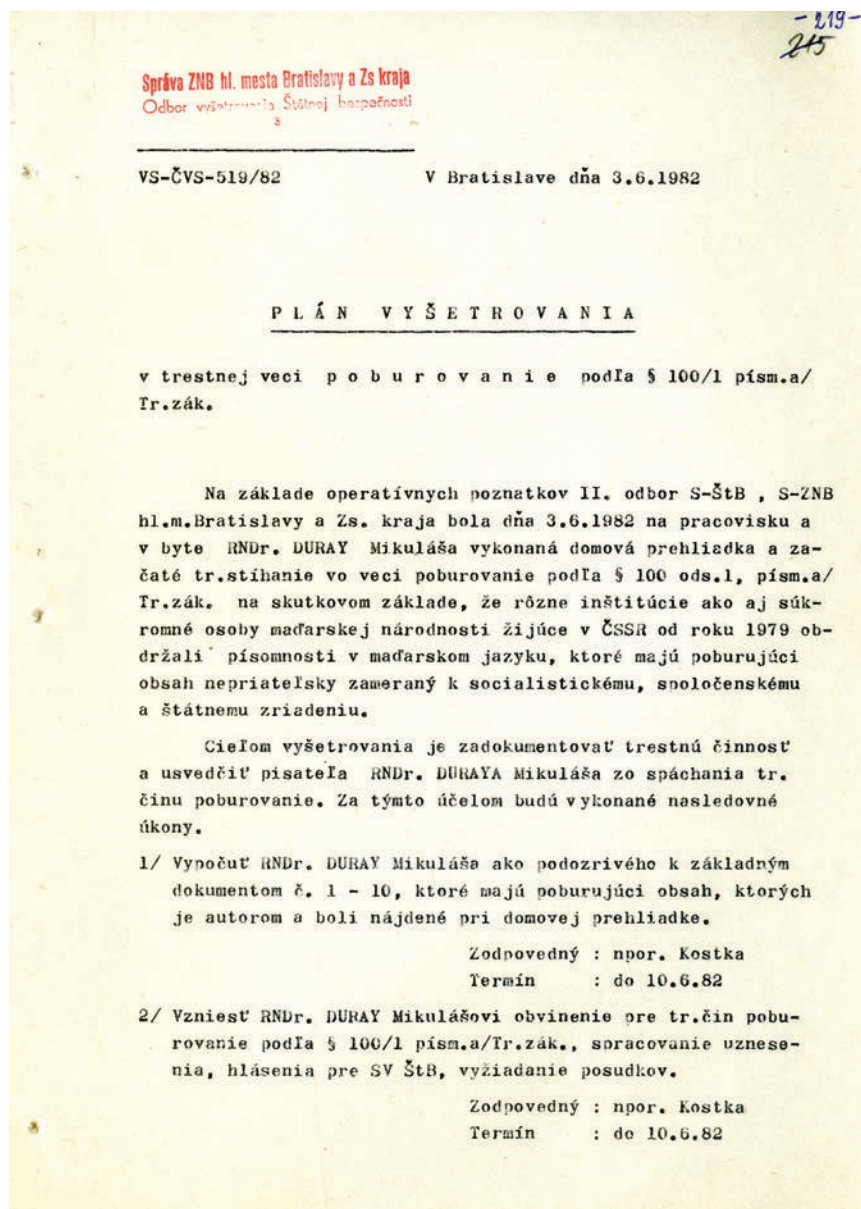 - 219 -
215
Správa ZNB hl. mesta Bratislavy a Zs kraja
Odbor vyšetrovania Štátnej bezpečnosti
3
VS-ČVS-519/82 V Bratislave dňa 3.6.1982
P L Á N V Y Š E T R O V A N I A
v trestnej veci p o b u r o v a n i e podľa § 100/1 písm.a/
Tr.zák.
Na základe operatívnych poznatkov II. odbor S-ŠtB , S-ZNB
hl.m.Bratislavy a Zs. kraja bola dňa 3.6.1982 na pracovisku a
v byte RNDr. DURAY Mikuláša vykonaná domová prehliadka a za-
čaté tr.stíhanie vo veci poburovanie podľa § 100 ods.1, písm.a/
Tr.zák. na skutkovom základe, že rôzne inštitúcie ako aj súk-
romné osoby maďarskej národnosti žijúce v ČSSR od roku 1979 ob-
držali písomnosti v maďarskom jazyku, ktoré majú poburujúci
obsah nepriateľsky zameraný k socialistickému, spoločenskému
a štátnemu zriadeniu.
Cieľom vyšetrovania je zadokumentovať trestnú činnosť
a usvedčiť pisateľa RNDr. DURAYA Mikuláša zo spáchania tr.
činu poburovanie. Za týmto účelom budú vykonané nasledovné
úkony.
1/ Vypočuť RNDr. DURAY Mikuláša ako podozrivého k základným
dokumentom č. 1 - 10, ktoré majú poburujúci obsah, ktorých
je autorom a boli nájdené pri domovej prehliadke.
Zodpovedný : npor. Kostka
Termín : do 10.6.82
2/ Vzniesť RNDr. DURAY Mikulášovi obvinenie pre tr.čin pobu-
rovanie podľa § 100/1 písm.a/Tr.zák., spracovanie uznese-
nia, hlásenia pre SV ŠtB, vyžiadanie posudkov.
Zodpovedný : npor. Kostka
Termín : do 10.6.82